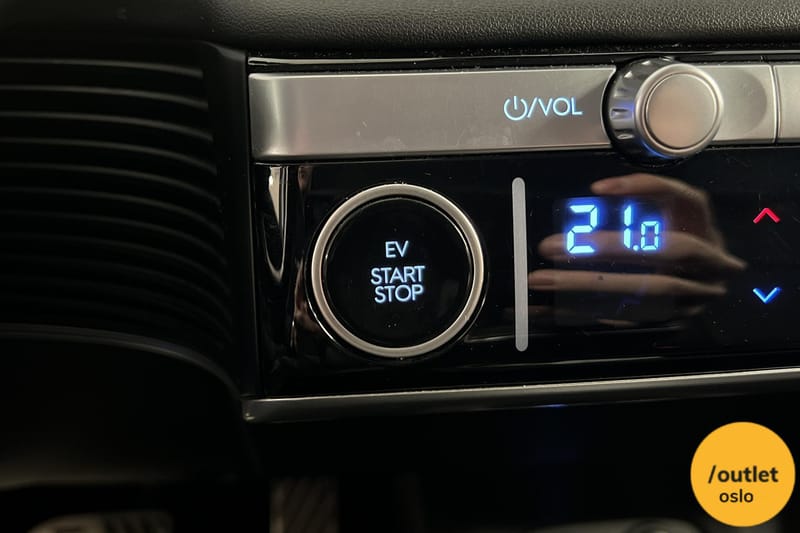 ⏻/VOL
EV
START
STOP
21.0
/outlet
oslo